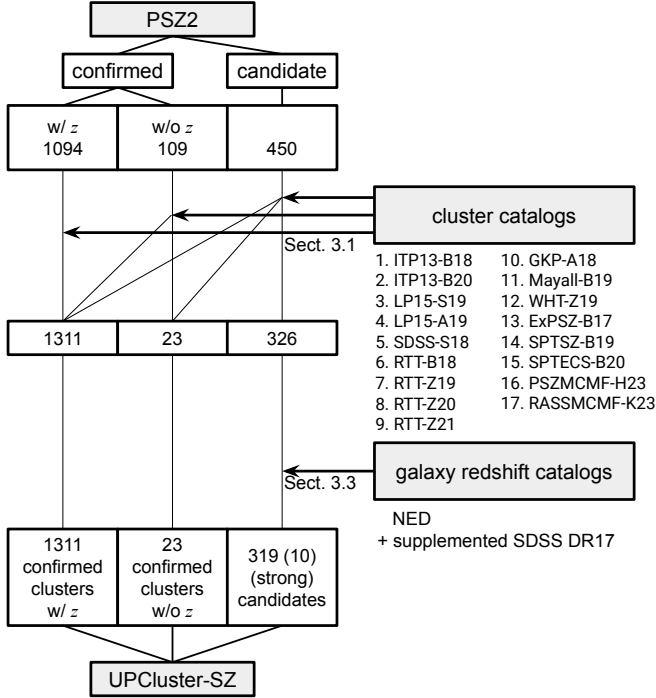 PSZ2
confirmed
candidate
w/ z
1094
w/o z
109
450
cluster catalogs
Sect. 3.1
1. ITP13-B18
2. ITP13-B20
3. LP15-S19
4. LP15-A19
5. SDSS-S18
6. RTT-B18
7. RTT-Z19
8. RTT-Z20
9. RTT-Z21
10. GKP-A18
11. Mayall-B19
12. WHT-Z19
13. ExPSZ-B17
14. SPTSZ-B19
15. SPTECS-B20
16. PSZMCMF-H23
17. RASSMCMF-K23
1311
23
326
galaxy redshift catalogs
Sect. 3.3
NED
+ supplemented SDSS DR17
1311
confirmed
clusters
w/ z
23
confirmed
clusters
w/o z
319 (10)
(strong)
candidates
UPCluster-SZ